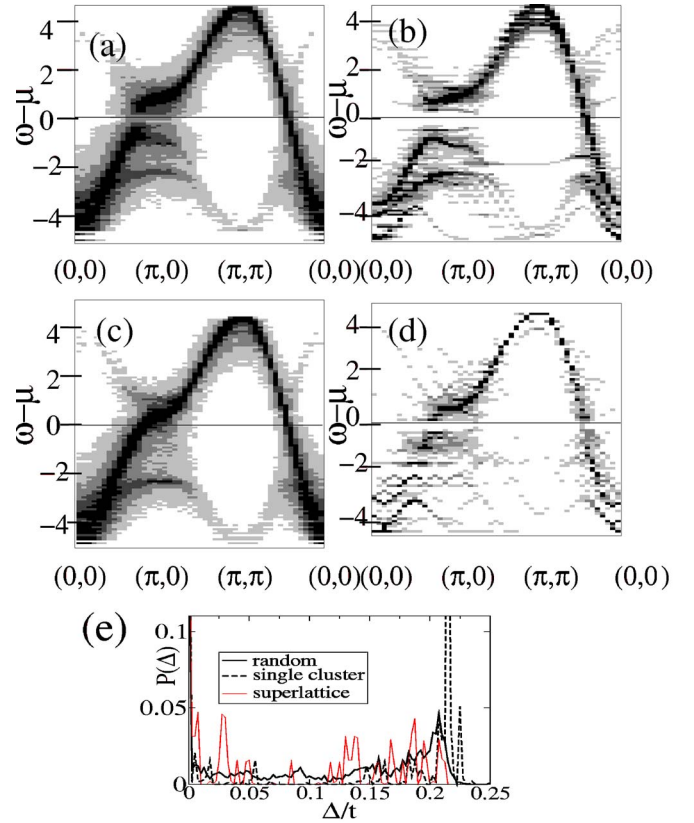 (a)
4
2
0
−2
−4
ω−μ
(0,0) (π,0) (π,π) (0,0)
(b)
4
2
0
−2
−4
ω−μ
(0,0) (π,0) (π,π) (0,0)
(c)
4
2
0
−2
−4
ω−μ
(0,0) (π,0) (π,π) (0,0)
(d)
4
2
0
−2
−4
ω−μ
(0,0) (π,0) (π,π) (0,0)
(e)
P(Δ)
0.1
0.05
0
random
single cluster
superlattice
0 0.05 0.1 0.15 0.2 0.25
Δ/t